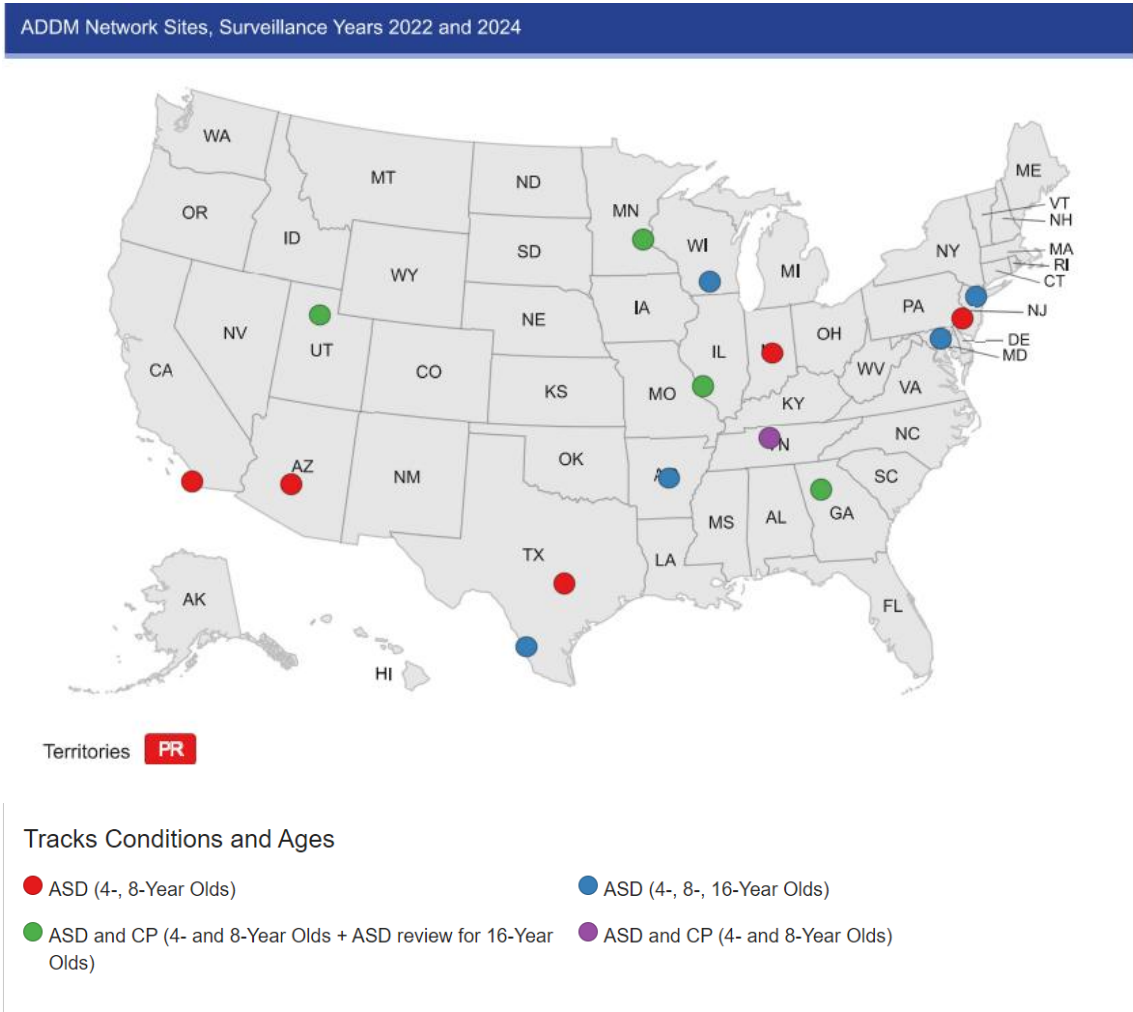 ADDM Network Sites, Surveillance Years 2022 and 2024
WA
MT
ND
MN
ME
VT
NH
OR
ID
SD
WI
NY
MA
RI
CT
WY
MI
IA
PA
NJ
NE
NV
UT
IL
OH
DE
MD
CA
CO
WV
VA
KS
MO
KY
NC
AZ
NM
OK
SC
MS
AL
GA
TX
LA
FL
AK
HI
Territories PR
Tracks Conditions and Ages
ASD (4-, 8-Year Olds)
ASD (4-, 8-, 16-Year Olds)
ASD and CP (4- and 8-Year Olds + ASD review for 16-Year
Olds)
ASD and CP (4- and 8-Year Olds)